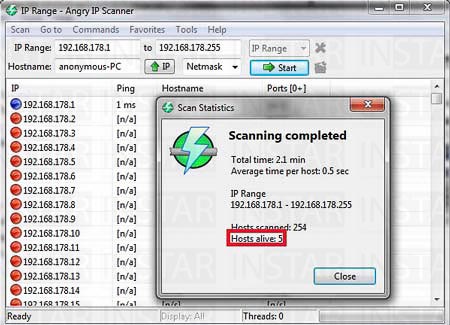 IP Range - Angry IP Scanner
Scan Go to Commands Favorites Tools Help
IP Range: 192.168.178.1 to 192.168.178.255 IP Range
Hostname: anonymous-PC IP Netmask Start
IP Ping Hostname Ports [0+]
192.168.178.1 1 ms
192.168.178.2 [n/a]
192.168.178.3 [n/a]
192.168.178.4 [n/a]
192.168.178.5 [n/a]
192.168.178.6 [n/a]
192.168.178.7 [n/a]
192.168.178.8 [n/a]
192.168.178.9 [n/a]
192.168.178.10 [n/a]
192.168.178.11 [n/a]
192.168.178.12 [n/a]
192.168.178.13 [n/a]
192.168.178.14 [n/a]
192.168.178.15 [n/a] [n/s] [n/s]
Scan Statistics
Scanning completed
Total time: 2.1 min
Average time per host: 0.5 sec
IP Range
192.168.178.1 - 192.168.178.255
Hosts scanned: 254
Hosts alive: 5
Close
Ready Display: All Threads: 0
INSTAR